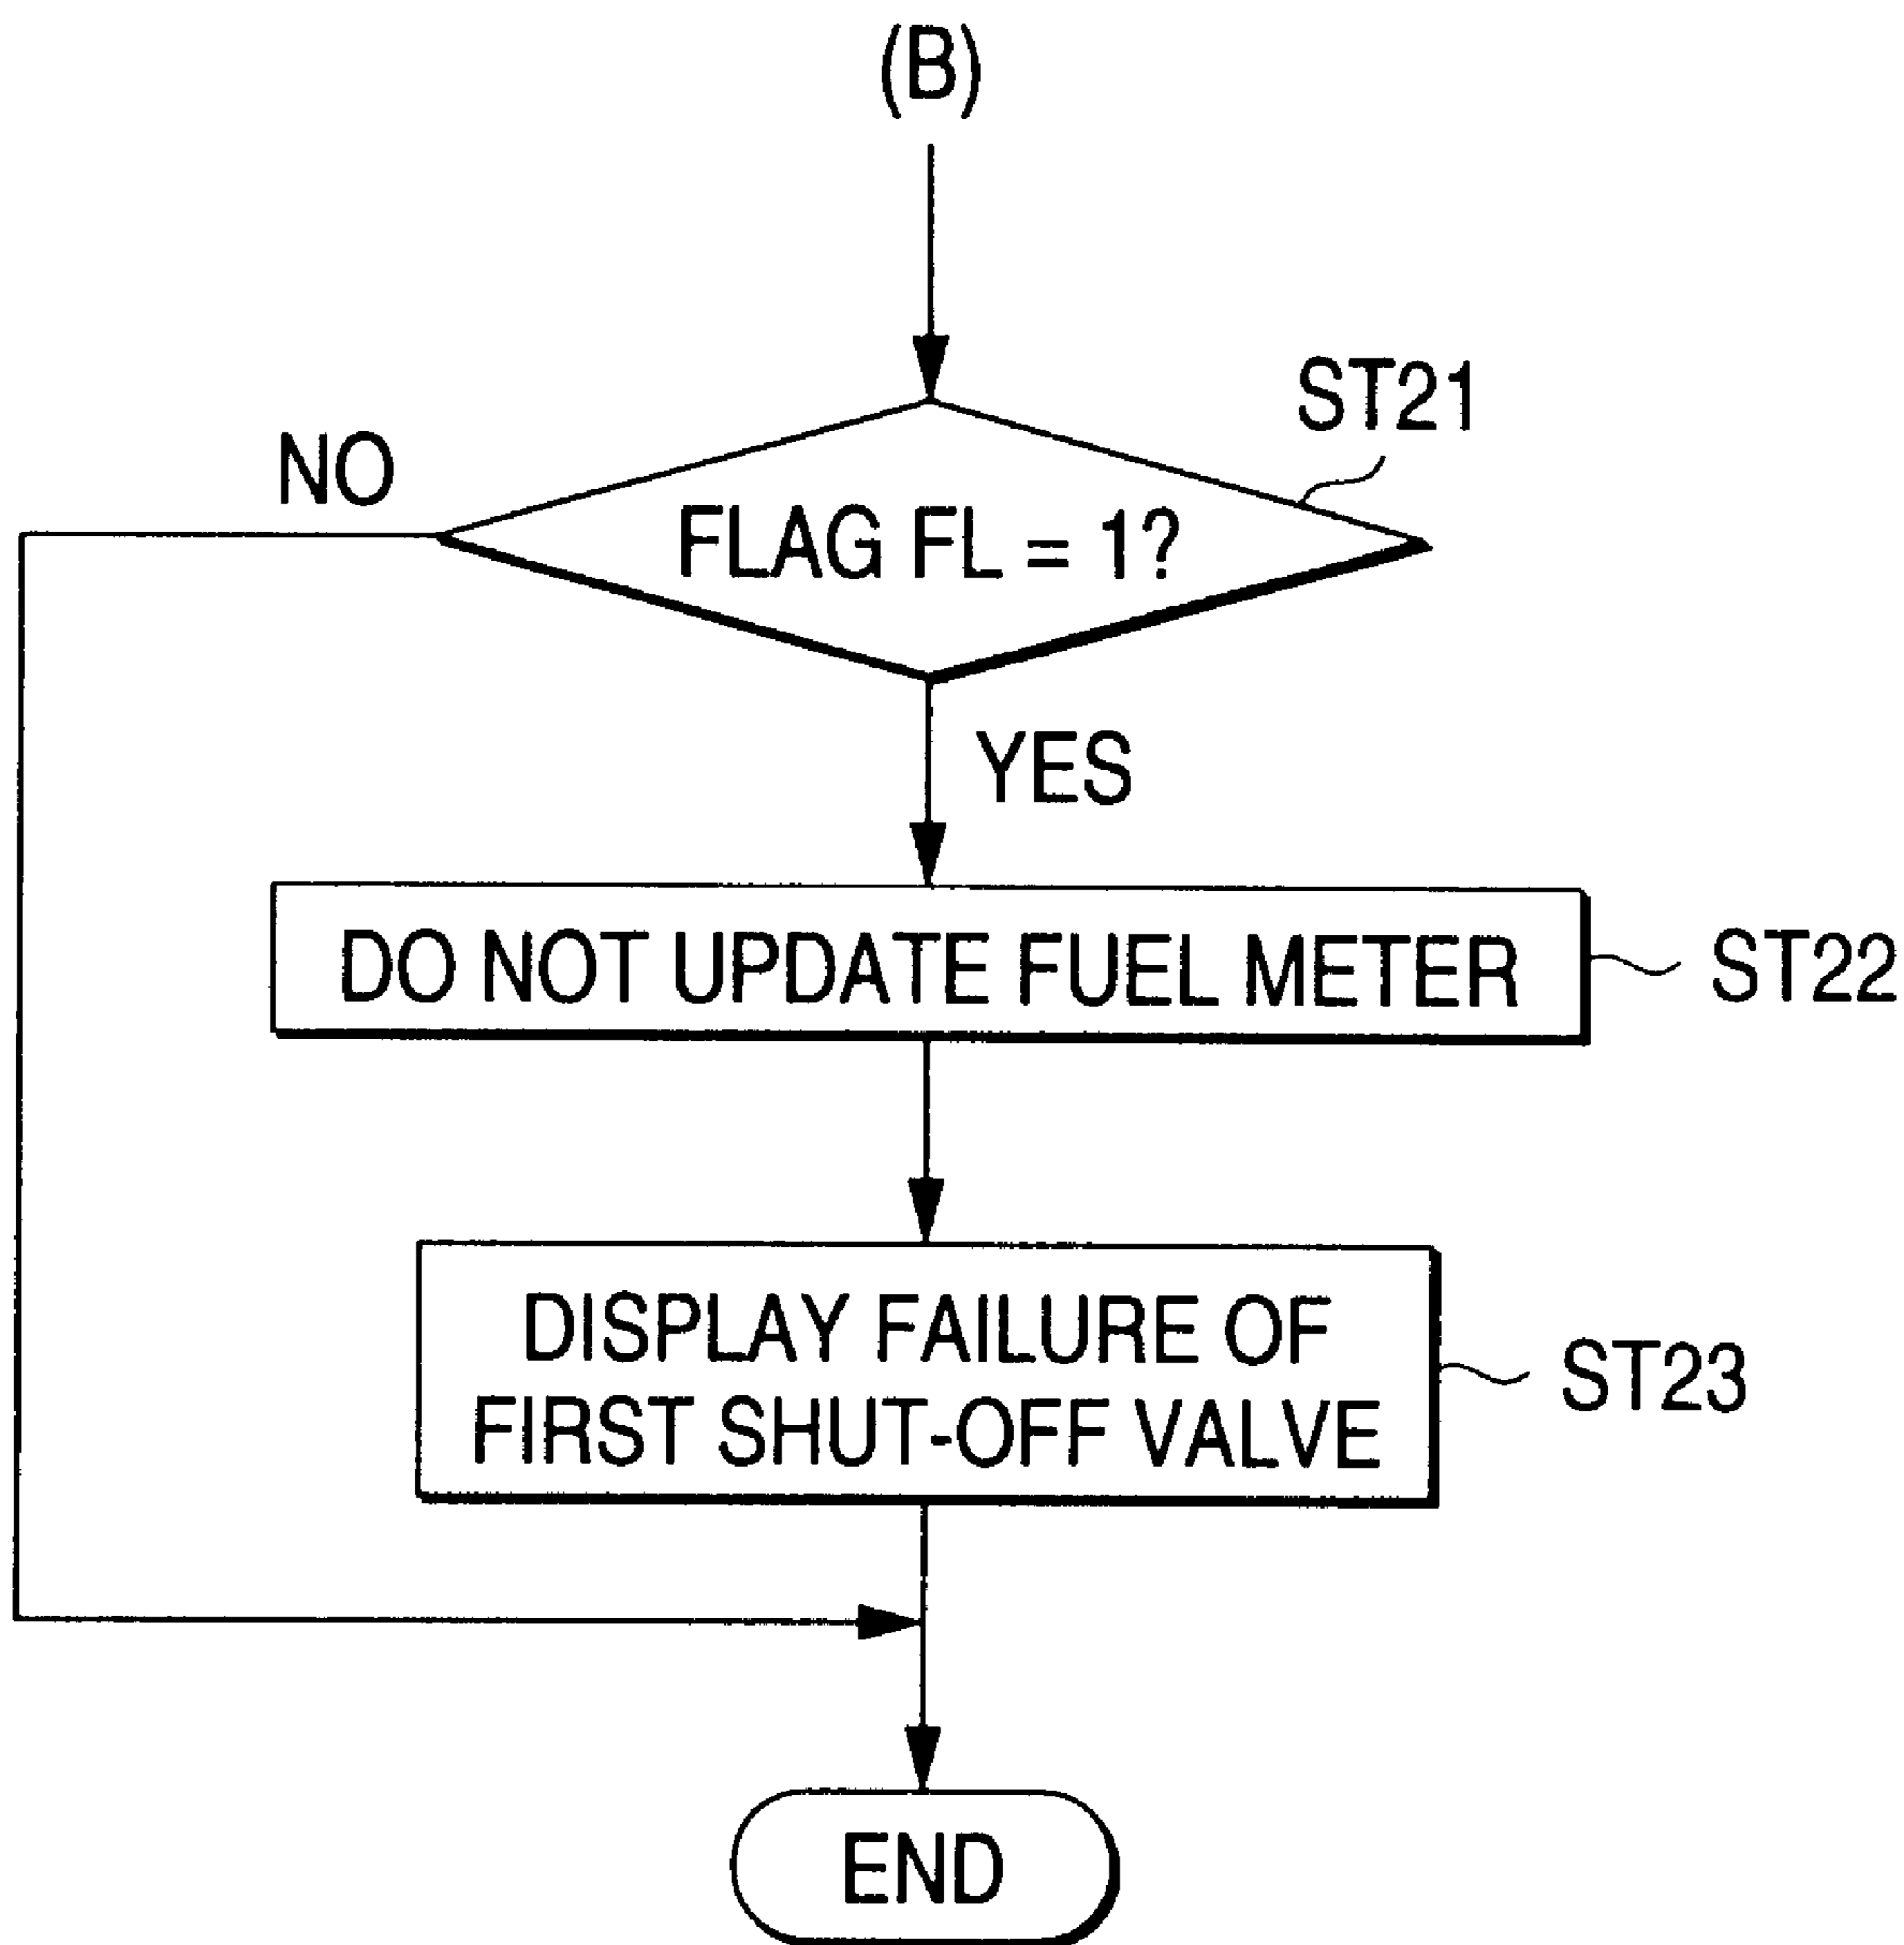 (B)
ST21
NO
FLAG FL = 1?
YES
DO NOT UPDATE FUEL METER
ST22
DISPLAY FAILURE OF
FIRST SHUT-OFF VALVE
ST23
END